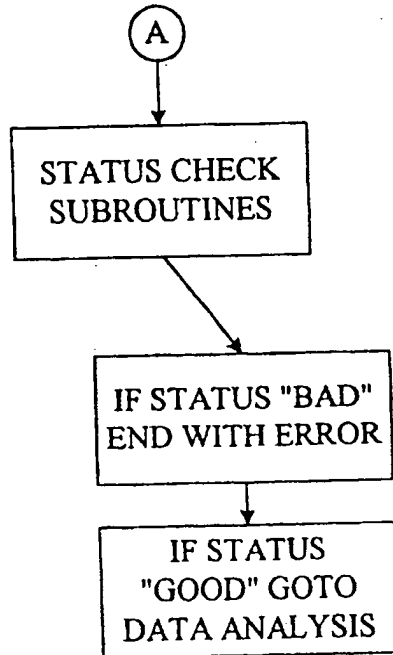 A
STATUS CHECK
SUBROUTINES
IF STATUS "BAD"
END WITH ERROR
IF STATUS
"GOOD" GOTO
DATA ANALYSIS